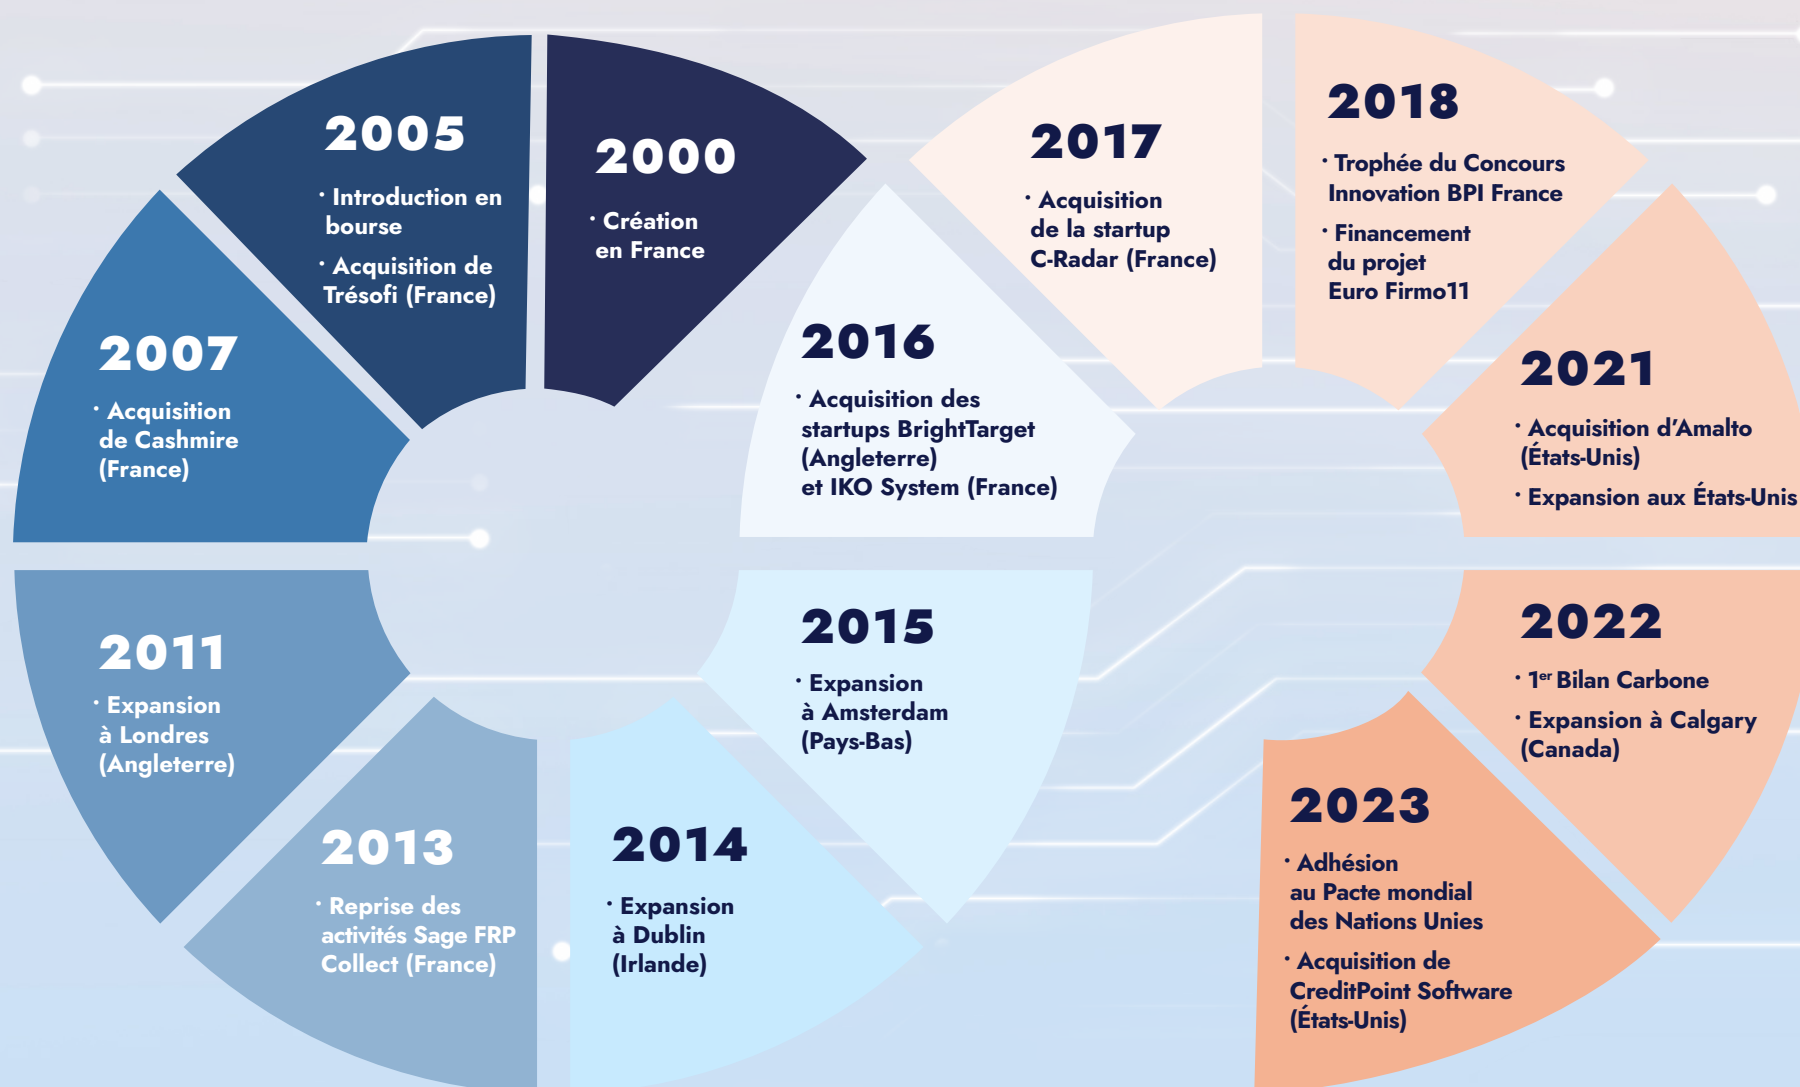 2000
· Création
en France
2005
· Introduction en
bourse
· Acquisition de
Trésofi (France)
2007
· Acquisition
de Cashmire
(France)
2011
· Expansion
à Londres
(Angleterre)
2013
· Reprise des
activités Sage FRP
Collect (France)
2014
· Expansion
à Dublin
(Irlande)
2015
· Expansion
à Amsterdam
(Pays-Bas)
2016
· Acquisition des
startups BrightTarget
(Angleterre)
et IKO System (France)
2017
· Acquisition
de la startup
C-Radar (France)
2018
· Trophée du Concours
Innovation BPI France
· Financement
du projet
Euro Firmo11
2021
· Acquisition d’Amalto
(États-Unis)
· Expansion aux États-Unis
2022
· 1er Bilan Carbone
· Expansion à Calgary
(Canada)
2023
· Adhésion
au Pacte mondial
des Nations Unies
· Acquisition de
CreditPoint Software
(États-Unis)